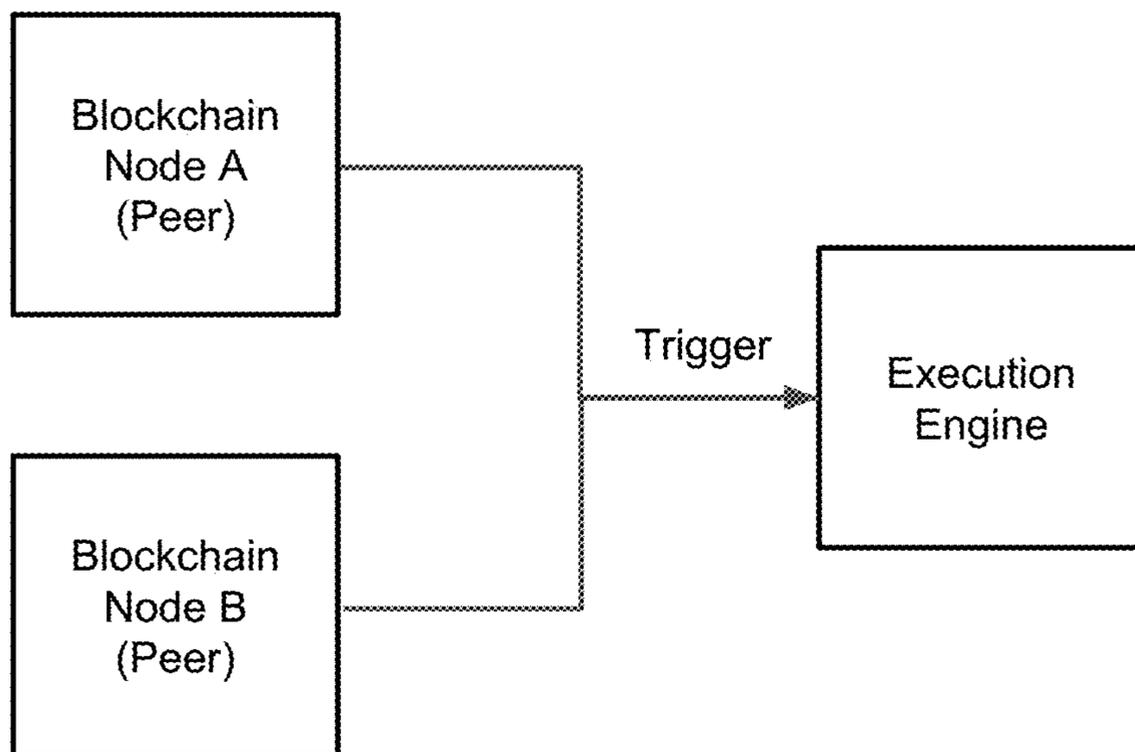 Blockchain
Node A
(Peer)
Trigger
Execution
Engine
Blockchain
Node B
(Peer)